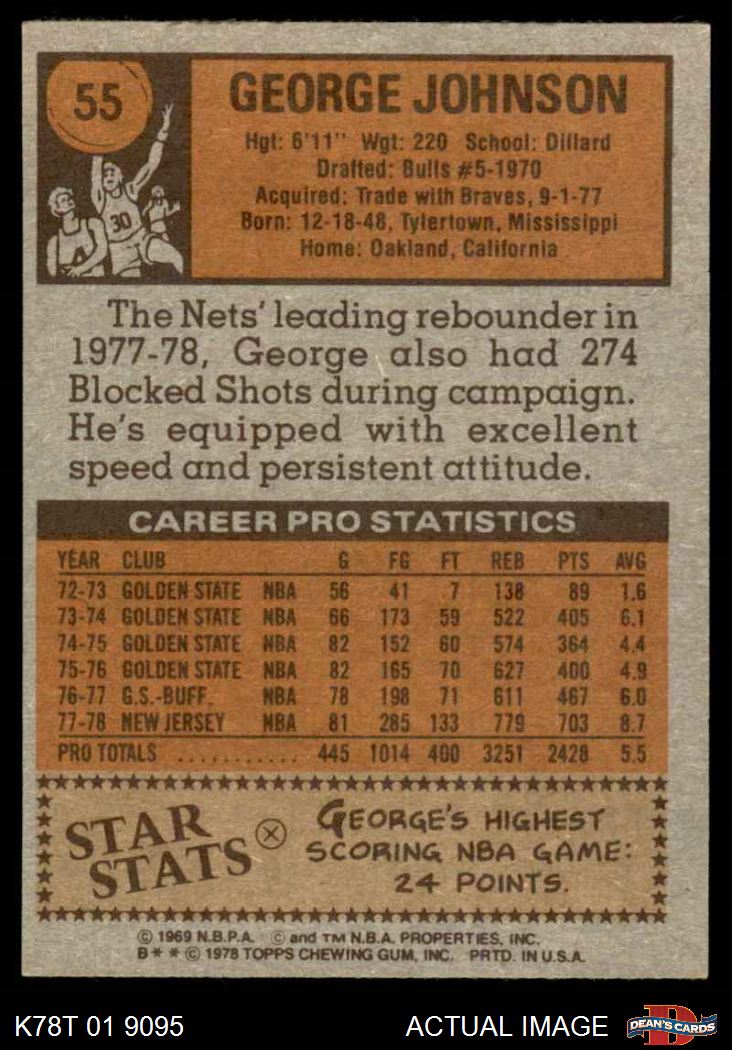 55
GEORGE JOHNSON
Hgt: 6'11" Wgt: 220 School: Dillard
Drafted: Bulls #5-1970
Acquired: Trade with Braves, 9-1-77
Born: 12-18-48, Tylertown, Mississippi
Home: Oakland, California
30
The Nets' leading rebounder in
1977-78, George also had 274
Blocked Shots during campaign.
He's equipped with excellent
speed and persistent attitude.
CAREER PRO STATISTICS
YEAR CLUB G FG FT REB PTS AVG
72-73 GOLDEN STATE NBA 56 41 7 138 89 1.6
73-74 GOLDEN STATE NBA 66 173 59 522 405 6.1
74-75 GOLDEN STATE NBA 82 152 60 574 364 4.4
75-76 GOLDEN STATE NBA 82 165 70 627 400 4.9
76-77 G.S.-BUFF. NBA 78 198 71 611 467 6.0
77-78 NEW JERSEY NBA 81 285 133 779 703 8.7
PRO TOTALS ........... 445 1014 400 3251 2428 5.5
STAR STATS
GEORGE'S HIGHEST
SCORING NBA GAME:
24 POINTS.
© 1969 N.B.P.A. © and TM N.B.A. PROPERTIES, INC.
B** © 1978 TOPPS CHEWING GUM, INC. PRTD. IN U.S.A.
K78T 01 9095 ACTUAL IMAGE DEAN'S CARDS